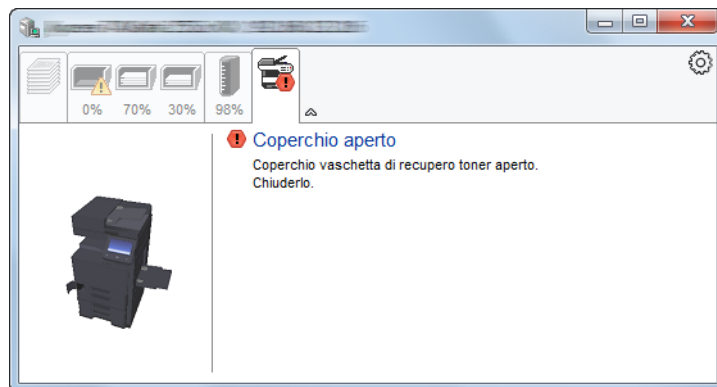 0% 70% 30% 98%
Coperchio aperto
Coperchio vaschetta di recupero toner aperto.
Chiuderlo.